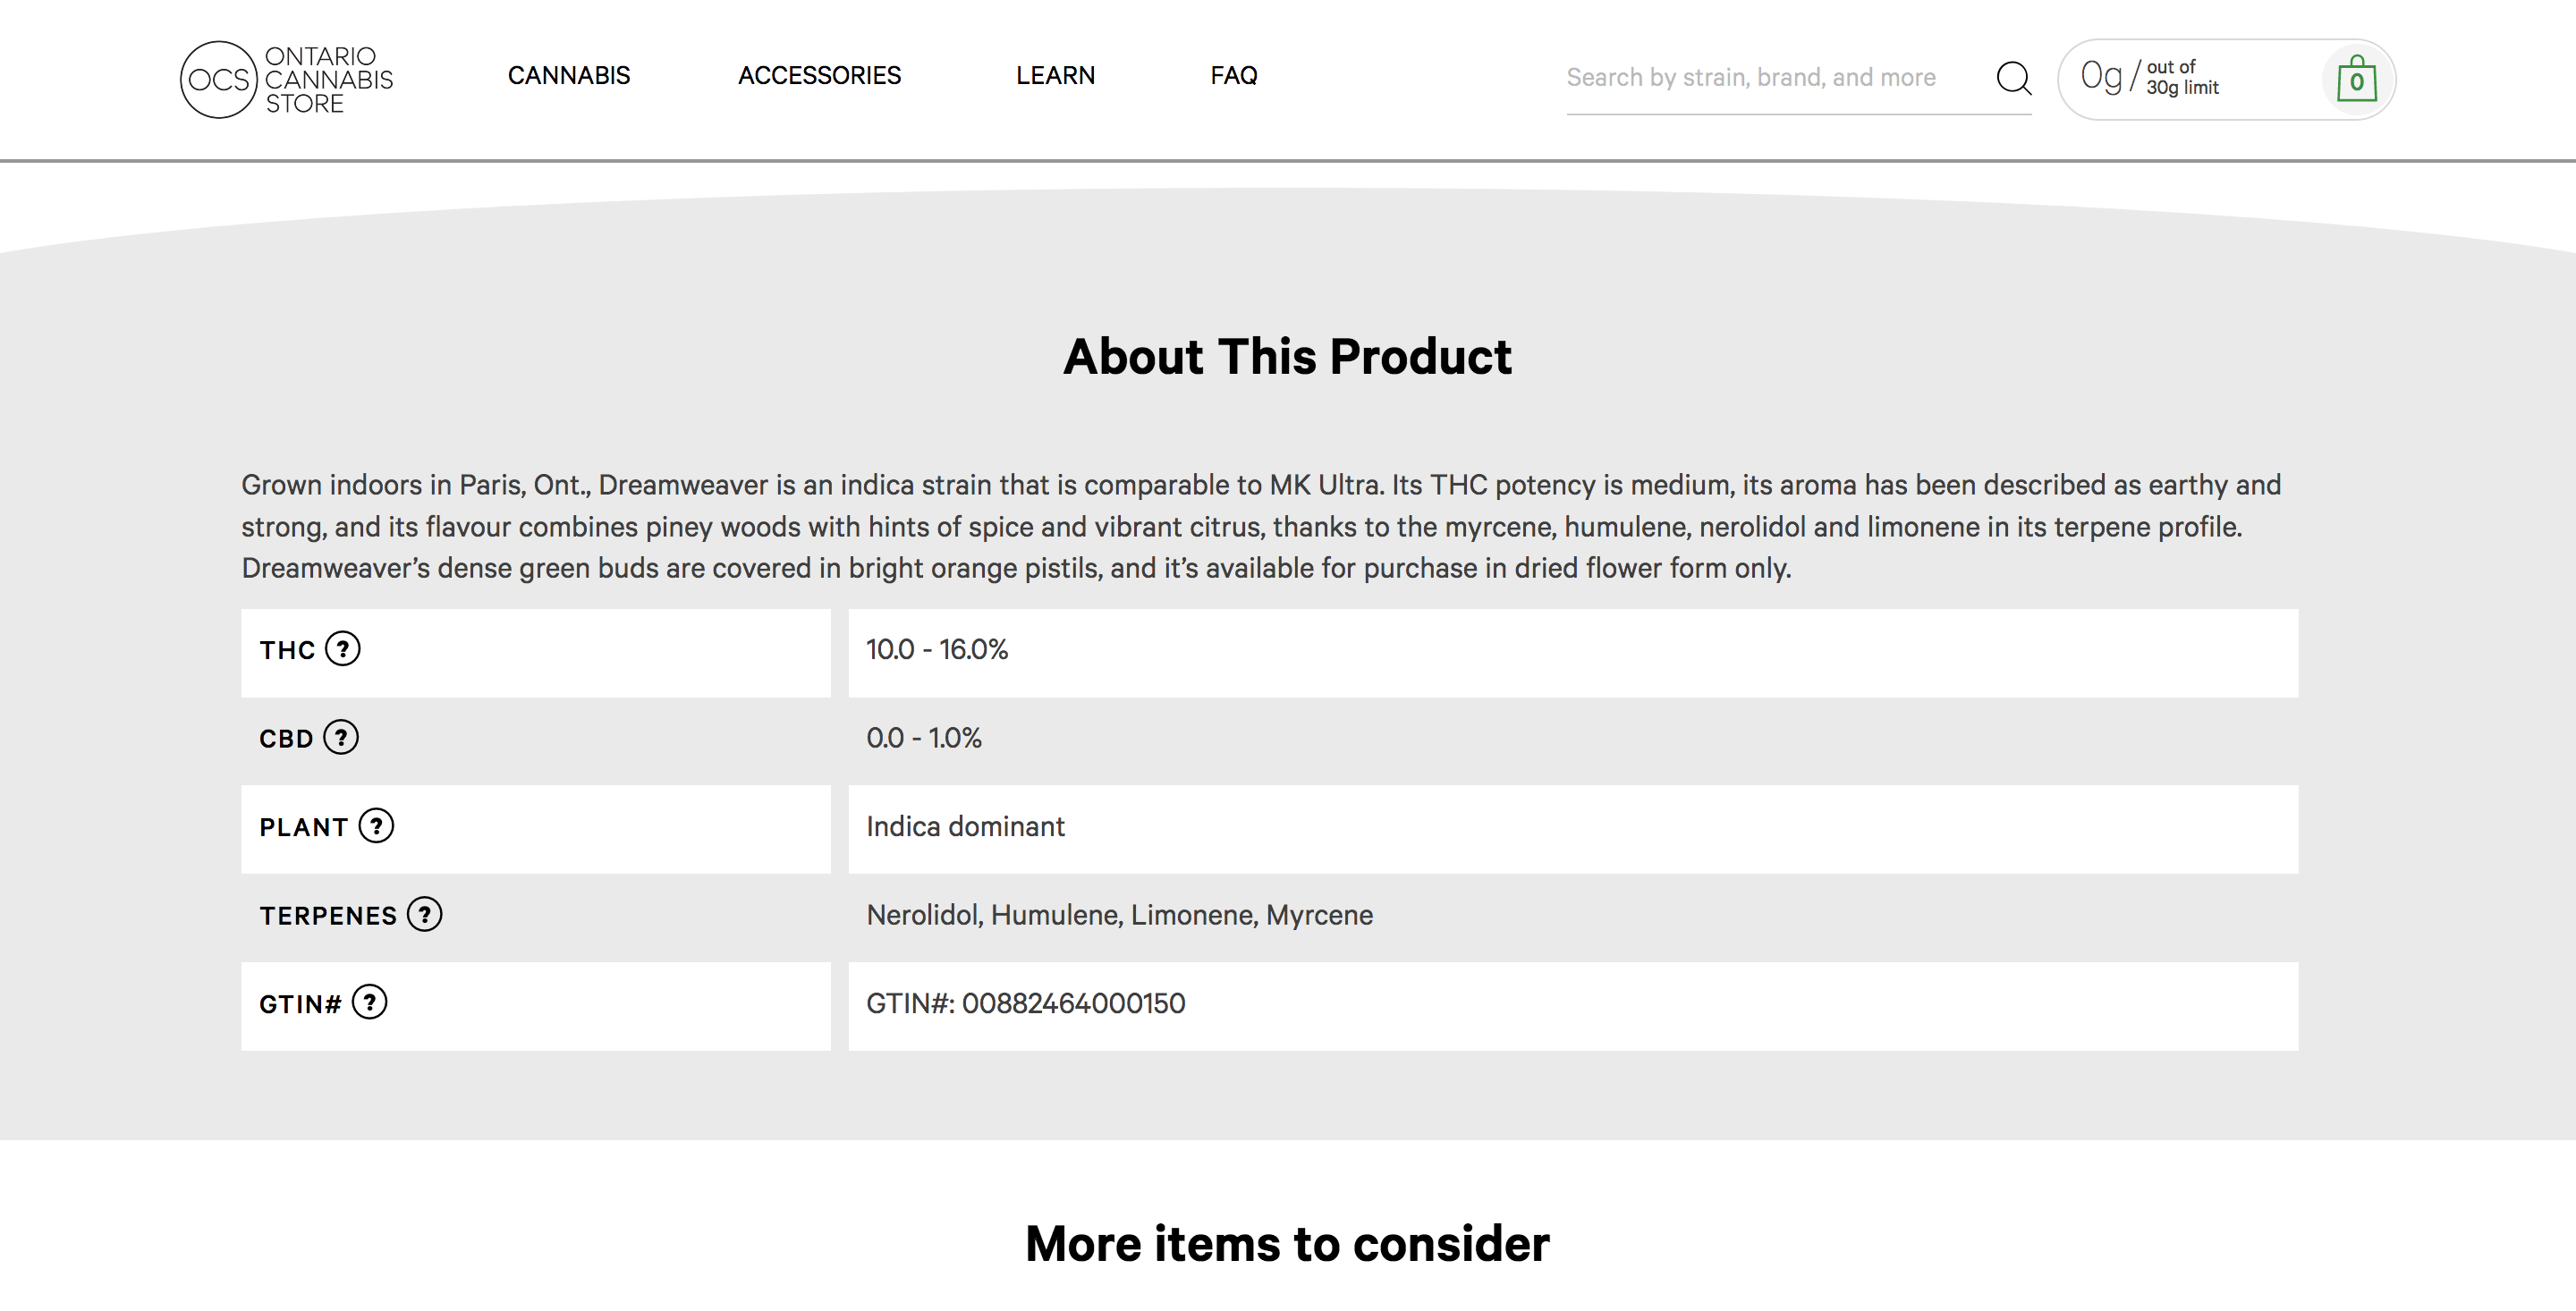 OCS
ONTARIO
CANNABIS
STORE
CANNABIS
ACCESSORIES
LEARN
FAQ
Search by strain, brand, and more
0g / out of
30g limit
0
About This Product
Grown indoors in Paris, Ont., Dreamweaver is an indica strain that is comparable to MK Ultra. Its THC potency is medium, its aroma has been described as earthy and
strong, and its flavour combines piney woods with hints of spice and vibrant citrus, thanks to the myrcene, humulene, nerolidol and limonene in its terpene profile.
Dreamweaver’s dense green buds are covered in bright orange pistils, and it’s available for purchase in dried flower form only.
THC ? 10.0 - 16.0%
CBD ? 0.0 - 1.0%
PLANT ? Indica dominant
TERPENES ? Nerolidol, Humulene, Limonene, Myrcene
GTIN# ? GTIN#: 00882464000150
More items to consider